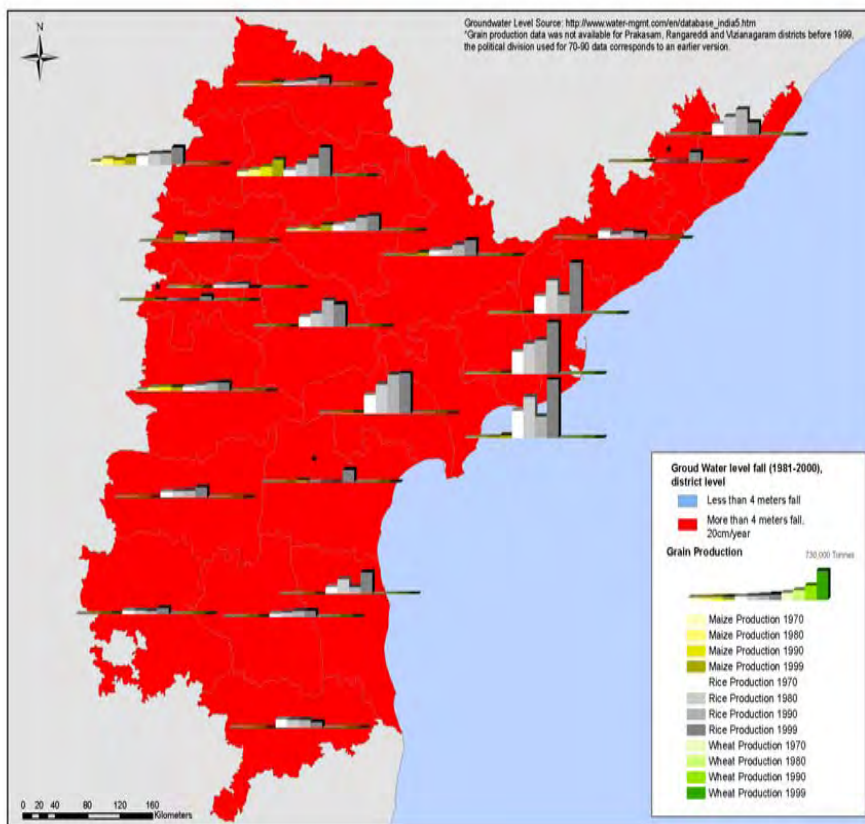 Groundwater Level Source: http://www.water-mgmt.com/en/database_india5.htm
*Grain production data was not available for Prakasam, Rangareddi and Vizianagaram districts before 1999,
the political division used for 70-90 data corresponds to an earlier version.
N
Groud Water level fall (1981-2000),
district level
Less than 4 meters fall
More than 4 meters fall,
20cm/year
Grain Production
730,000 Tonnes
Maize Production 1970
Maize Production 1980
Maize Production 1990
Maize Production 1999
Rice Production 1970
Rice Production 1980
Rice Production 1990
Rice Production 1999
Wheat Production 1970
Wheat Production 1980
Wheat Production 1990
Wheat Production 1999
0 20 40 80 120 160
Kilometers